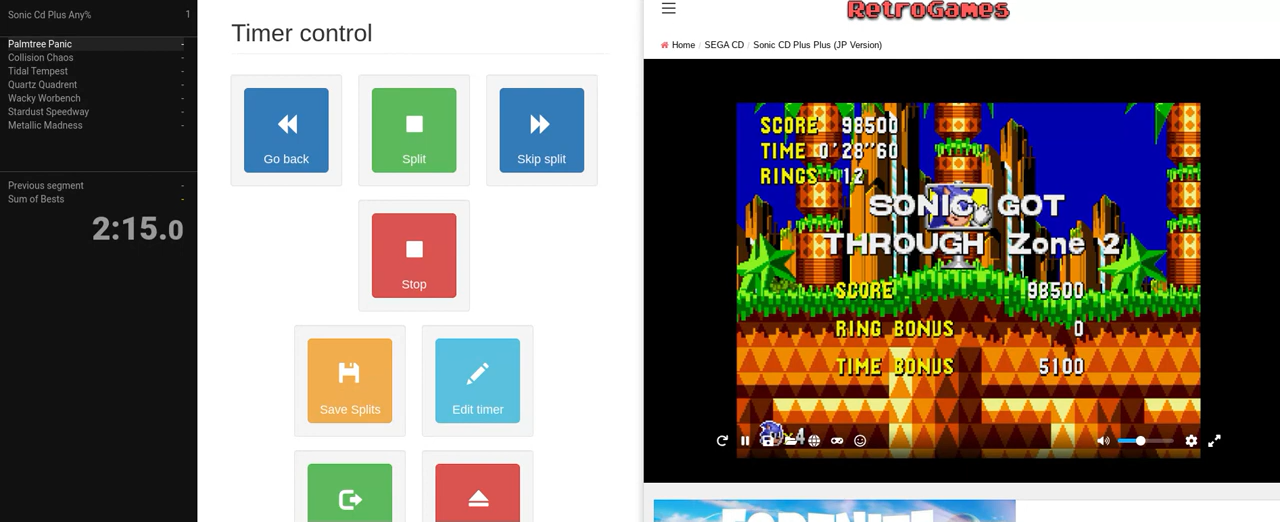 Sonic Cd Plus Any% 1
Palmtree Panic -
Collision Chaos -
Tidal Tempest -
Quartz Quadrent -
Wacky Worbench -
Stardust Speedway -
Metallic Madness -
Previous segment -
Sum of Bests -
2:15.0
Timer control
Go back
Split
Skip split
Stop
Save Splits
Edit timer
RetroGames
Home / SEGA CD / Sonic CD Plus Plus (JP Version)
SCORE 98500
TIME 0'28"60
RINGS 12
SONIC GOT
THROUGH Zone 2
SCORE 98500
RING BONUS 0
TIME BONUS 5100